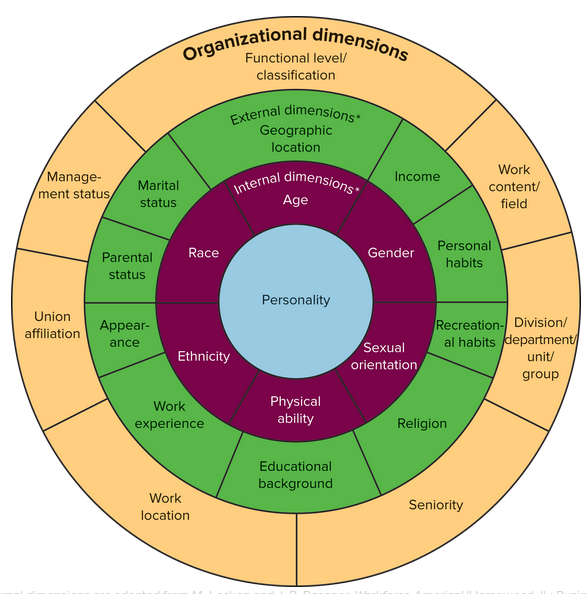 Organizational dimensions
Functional level/
classification
External dimensions*
Geographic
location
Internal dimensions*
Age
Marital
status
Income
Manage-
ment status
Work
content/
field
Race
Gender
Parental
status
Personal
habits
Personality
Union
affiliation
Appear-
ance
Recreation-
al habits
Division/
department/
unit/
group
Ethnicity
Sexual
orientation
Physical
ability
Work
experience
Religion
Educational
background
Work
location
Seniority